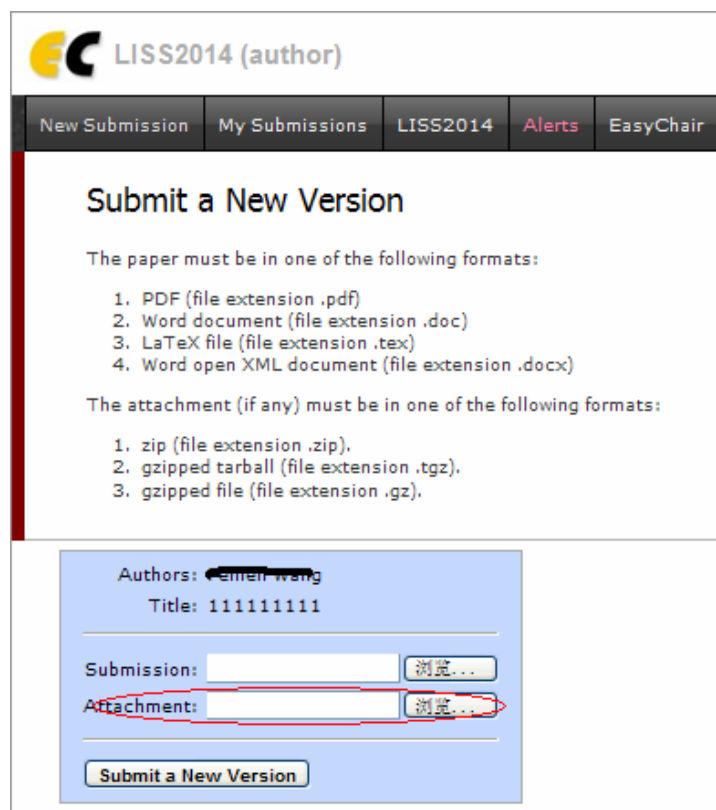 EC LISS2014 (author)
New Submission My Submissions LISS2014 Alerts EasyChair
Submit a New Version
The paper must be in one of the following formats:
1. PDF (file extension .pdf)
2. Word document (file extension .doc)
3. LaTeX file (file extension .tex)
4. Word open XML document (file extension .docx)
The attachment (if any) must be in one of the following formats:
1. zip (file extension .zip).
2. gzipped tarball (file extension .tgz).
3. gzipped file (file extension .gz).
Authors:
Title: 111111111
Submission: 浏览...
Attachment: 浏览...
Submit a New Version